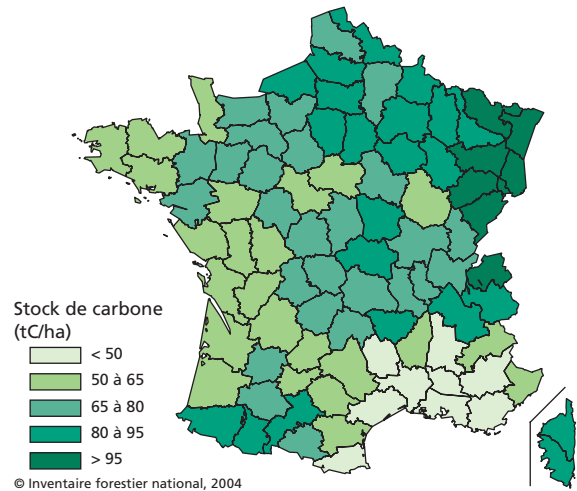 Stock de carbone
(tC/ha)
< 50
50 à 65
65 à 80
80 à 95
> 95
© Inventaire forestier national, 2004